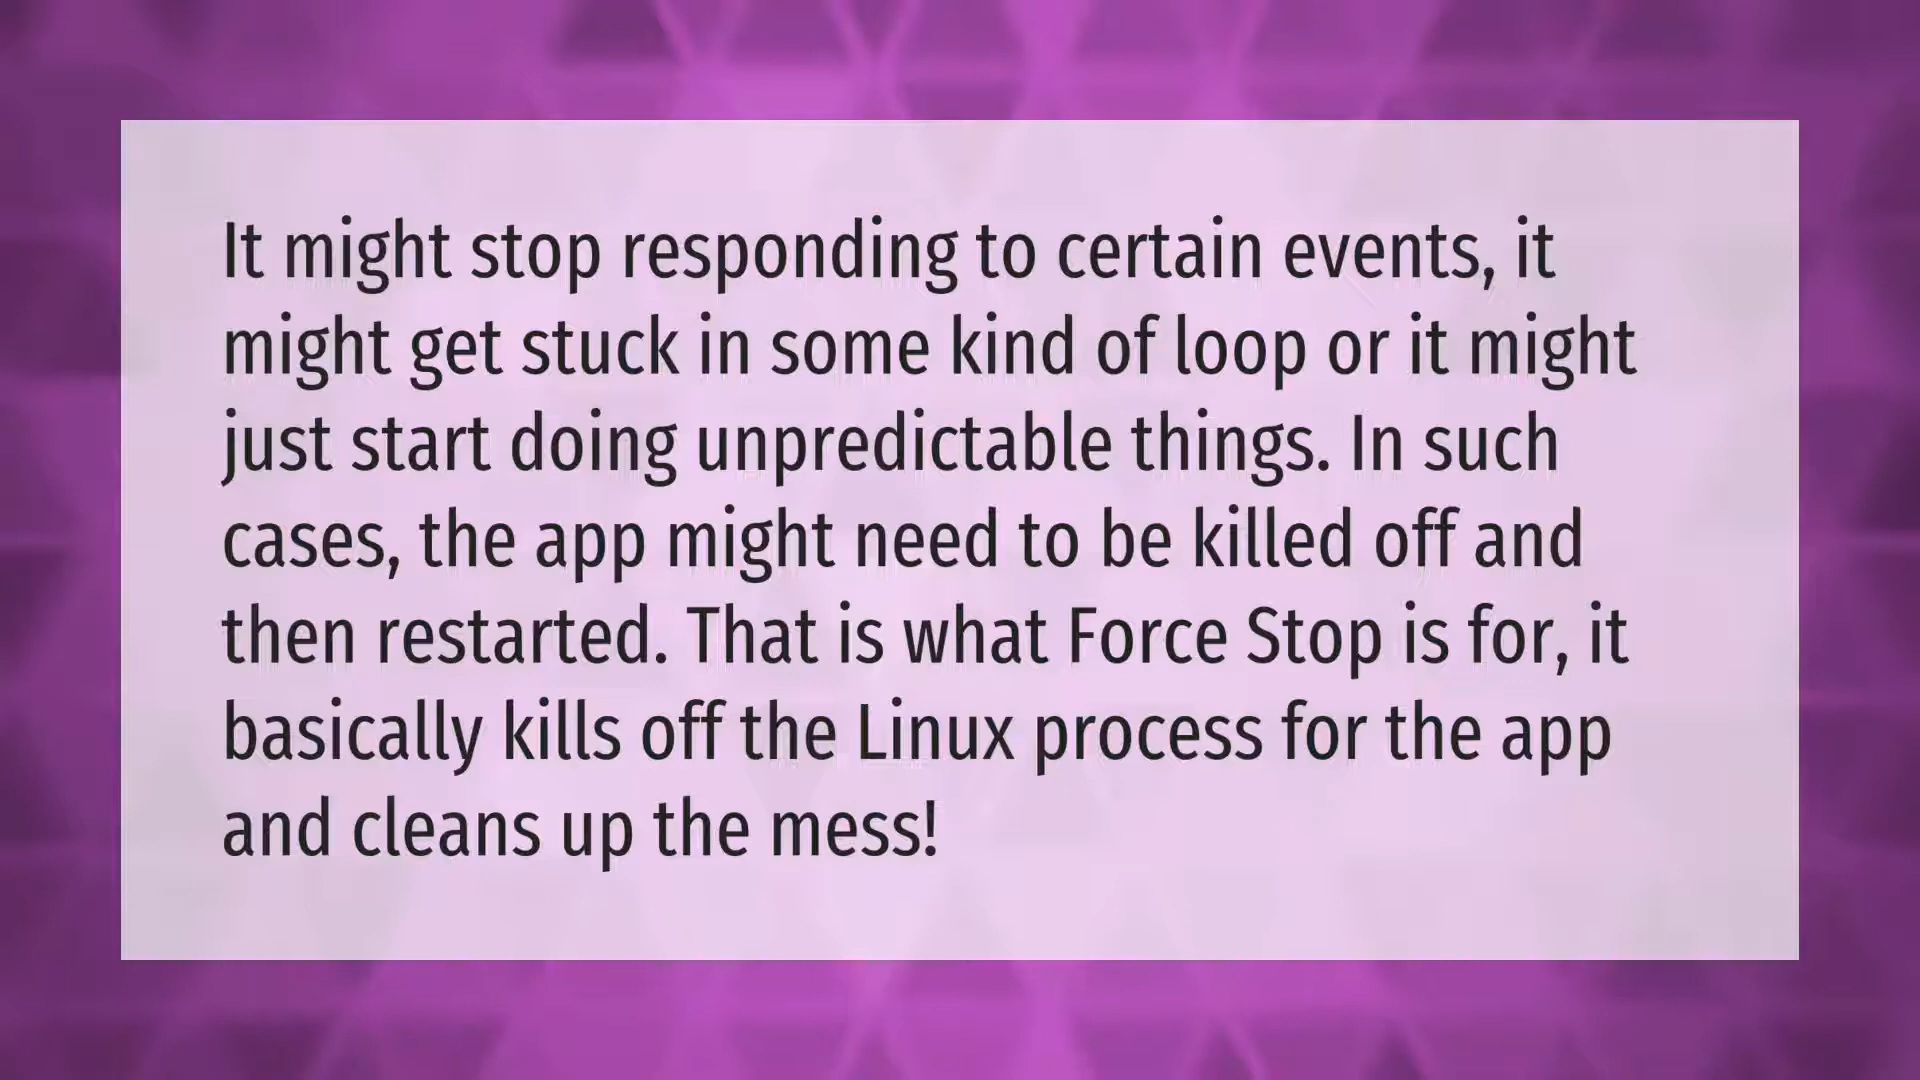 It might stop responding to certain events, it
might get stuck in some kind of loop or it might
just start doing unpredictable things. In such
cases, the app might need to be killed off and
then restarted. That is what Force Stop is for, it
basically kills off the Linux process for the app
and cleans up the mess!